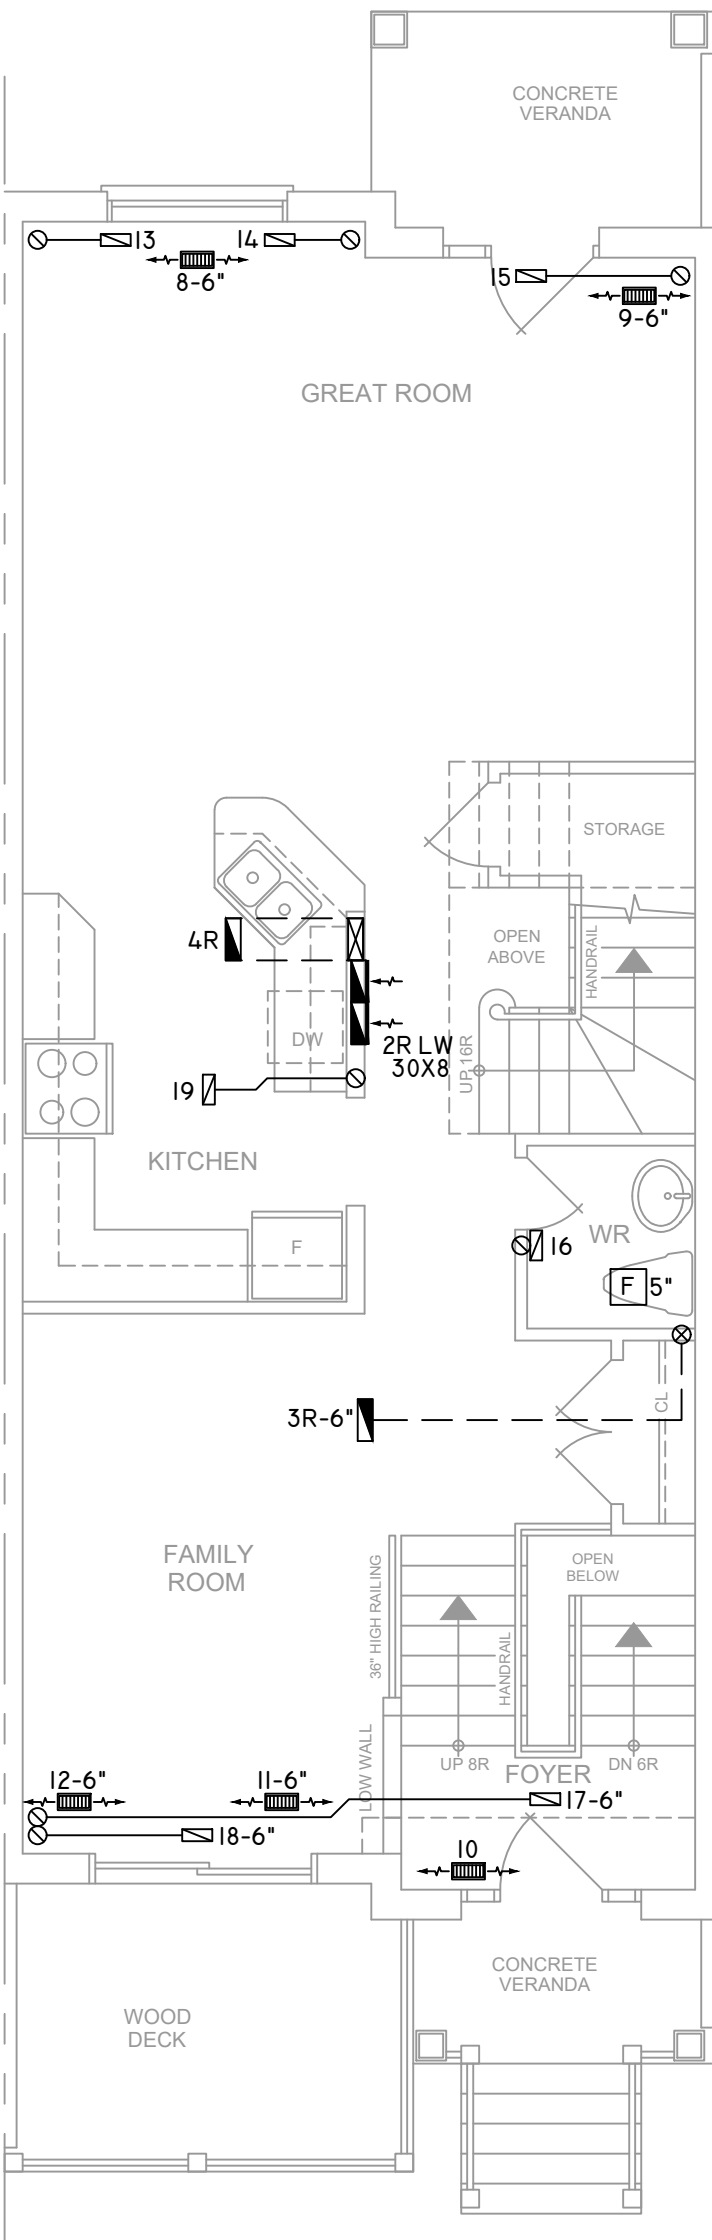 CONCRETE
VERANDA
13
14
8-6"
15
9-6"
GREAT ROOM
STORAGE
4R
OPEN
ABOVE
HANDRAIL
DW
2R LW
30X8
UP 16R
19
KITCHEN
F
WR
16
F 5"
3R-6"
CL
FAMILY
ROOM
OPEN
BELOW
36" HIGH RAILING
HANDRAIL
LOW WALL
UP 8R
DN 6R
FOYER
12-6"
11-6"
17-6"
18-6"
10
CONCRETE
VERANDA
WOOD
DECK